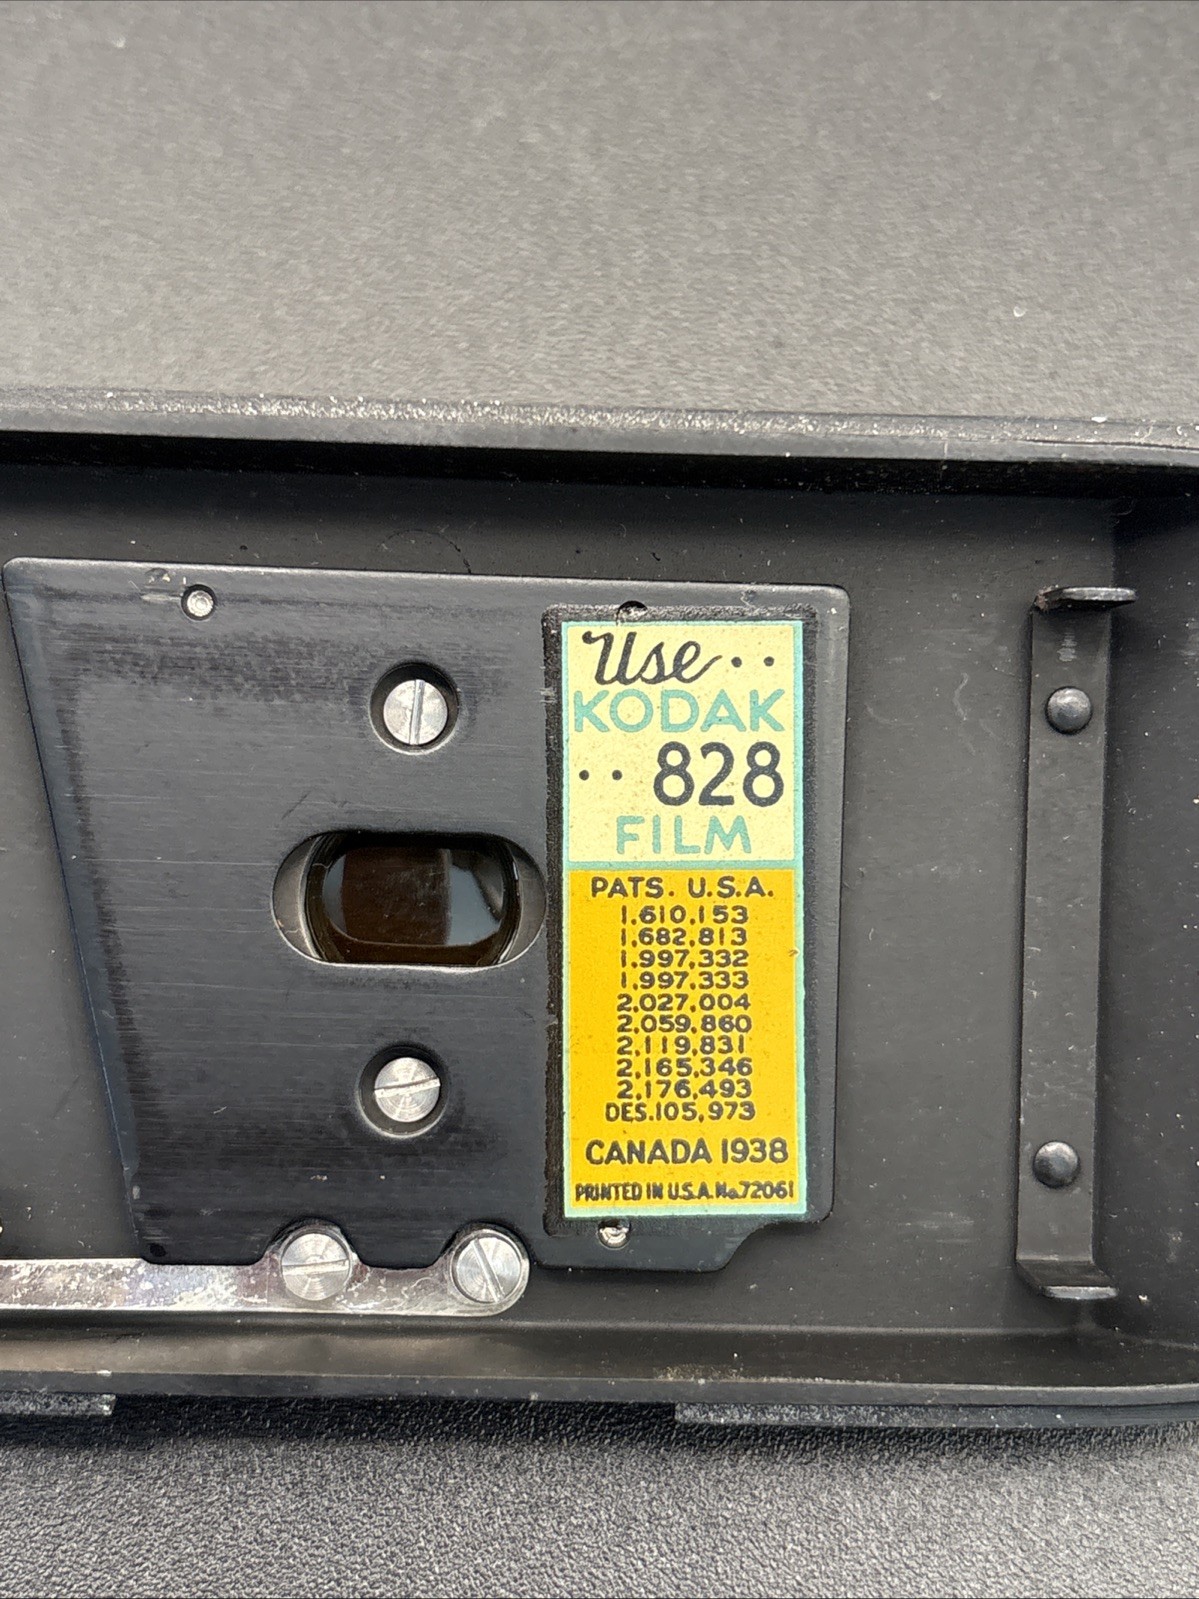 Use··
KODAK
··828
FILM
PATS. U.S.A.
1,610,153
1,682,813
1,997,332
1,997,333
2,027,004
2,059,860
2,119,831
2,165,346
2,176,493
DES.105,973
CANADA 1938
PRINTED IN U.S.A. No.72061